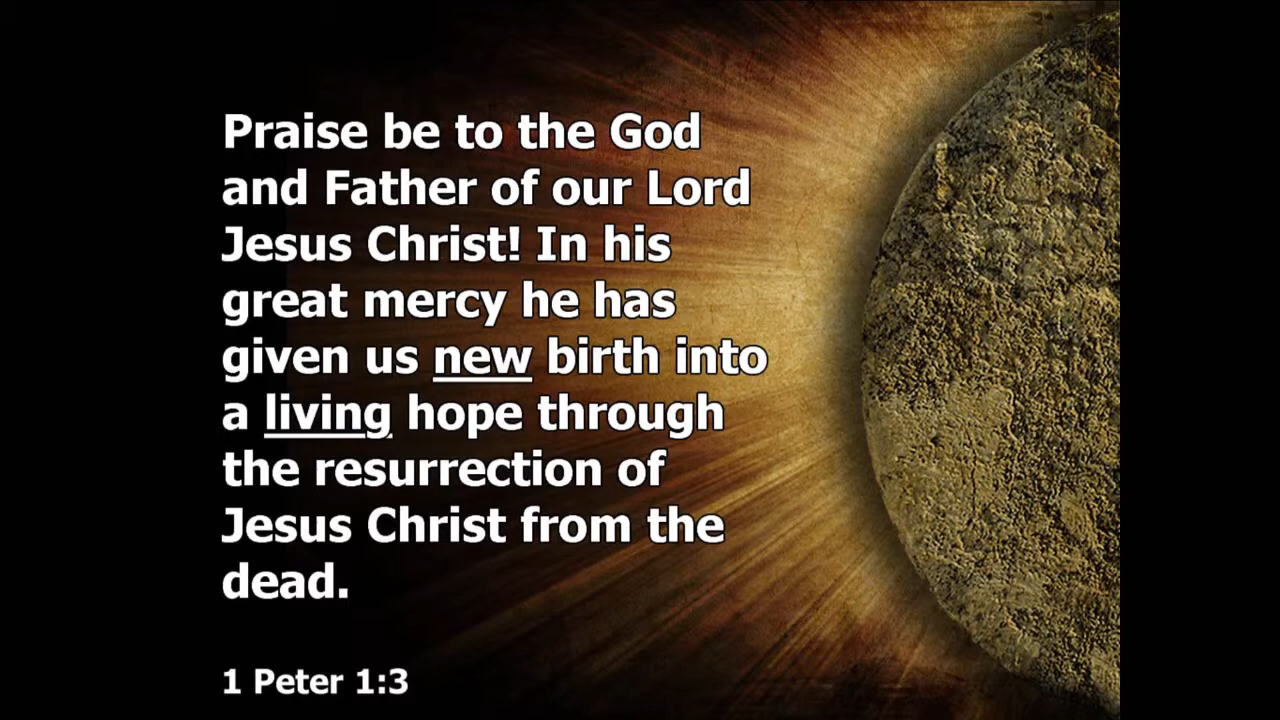 Praise be to the God
and Father of our Lord
Jesus Christ! In his
great mercy he has
given us new birth into
a living hope through
the resurrection of
Jesus Christ from the
dead.
1 Peter 1:3